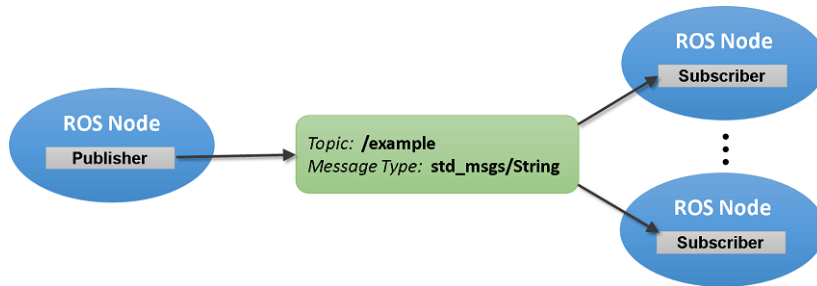 ROS Node
Publisher
Topic: /example
Message Type: std_msgs/String
ROS Node
Subscriber
ROS Node
Subscriber